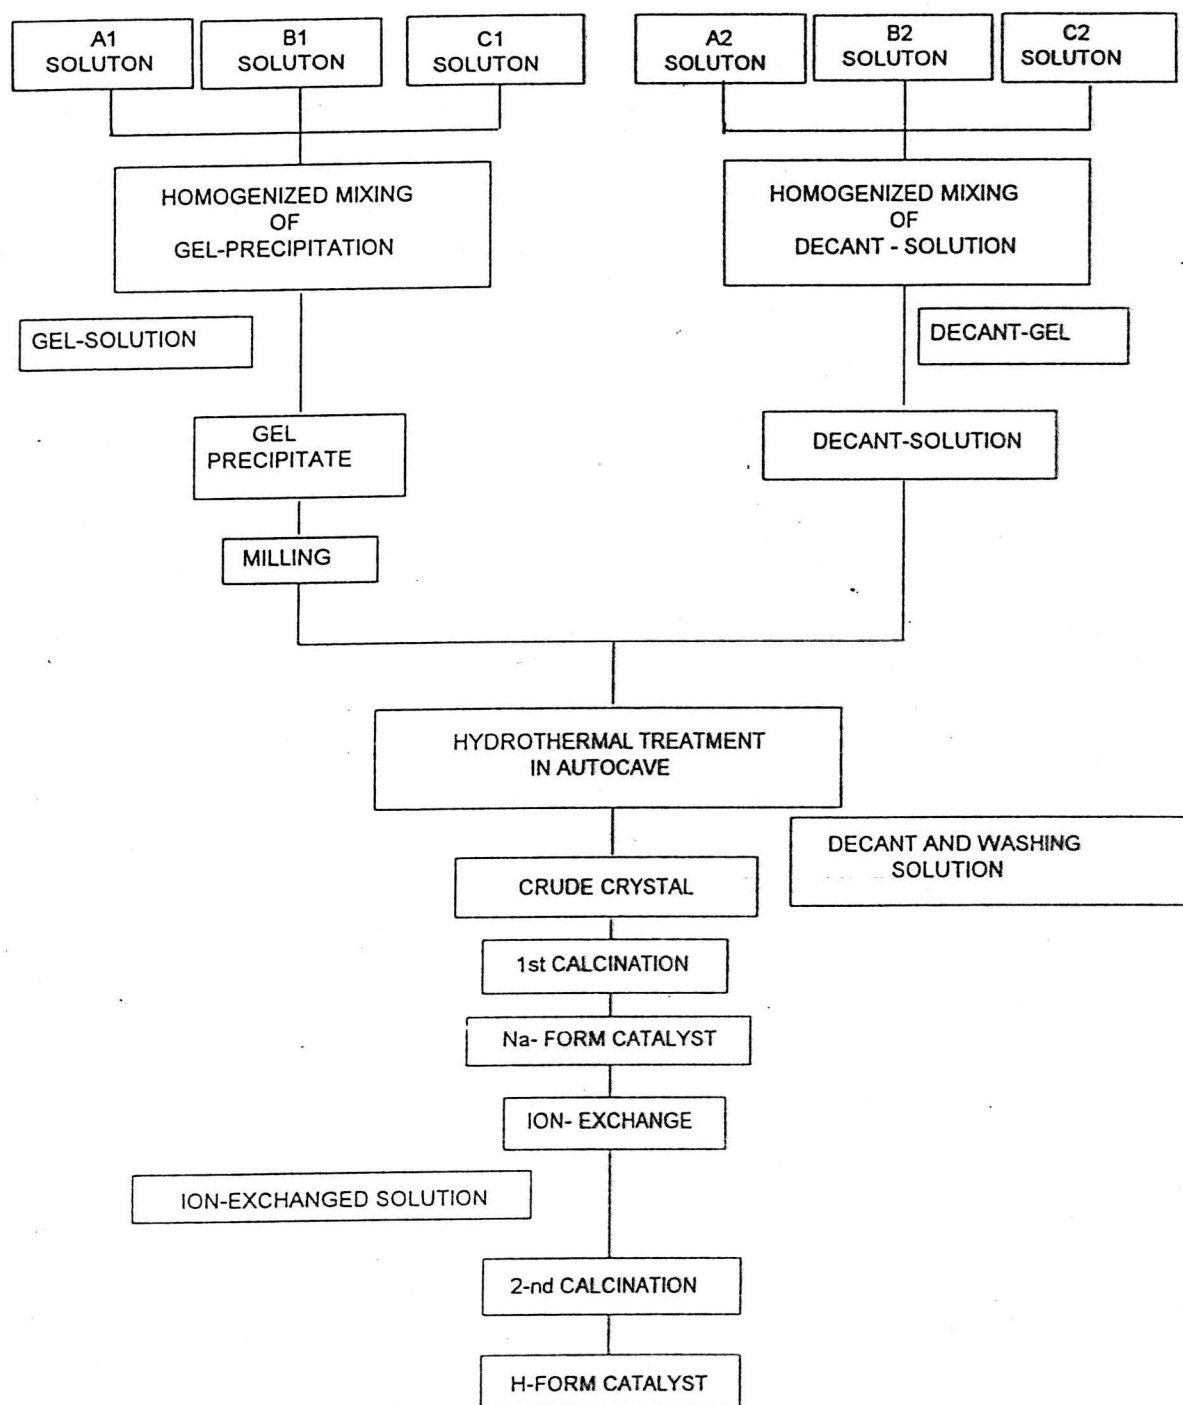 A1
SOLUTON
B1
SOLUTON
C1
SOLUTON
A2
SOLUTON
B2
SOLUTON
C2
SOLUTON
HOMOGENIZED MIXING
OF
GEL-PRECIPITATION
HOMOGENIZED MIXING
OF
DECANT - SOLUTION
GEL-SOLUTION
DECANT-GEL
GEL
PRECIPITATE
DECANT-SOLUTION
MILLING
HYDROTHERMAL TREATMENT
IN AUTOCAVE
DECANT AND WASHING
SOLUTION
CRUDE CRYSTAL
1st CALCINATION
Na- FORM CATALYST
ION- EXCHANGE
ION-EXCHANGED SOLUTION
2-nd CALCINATION
H-FORM CATALYST